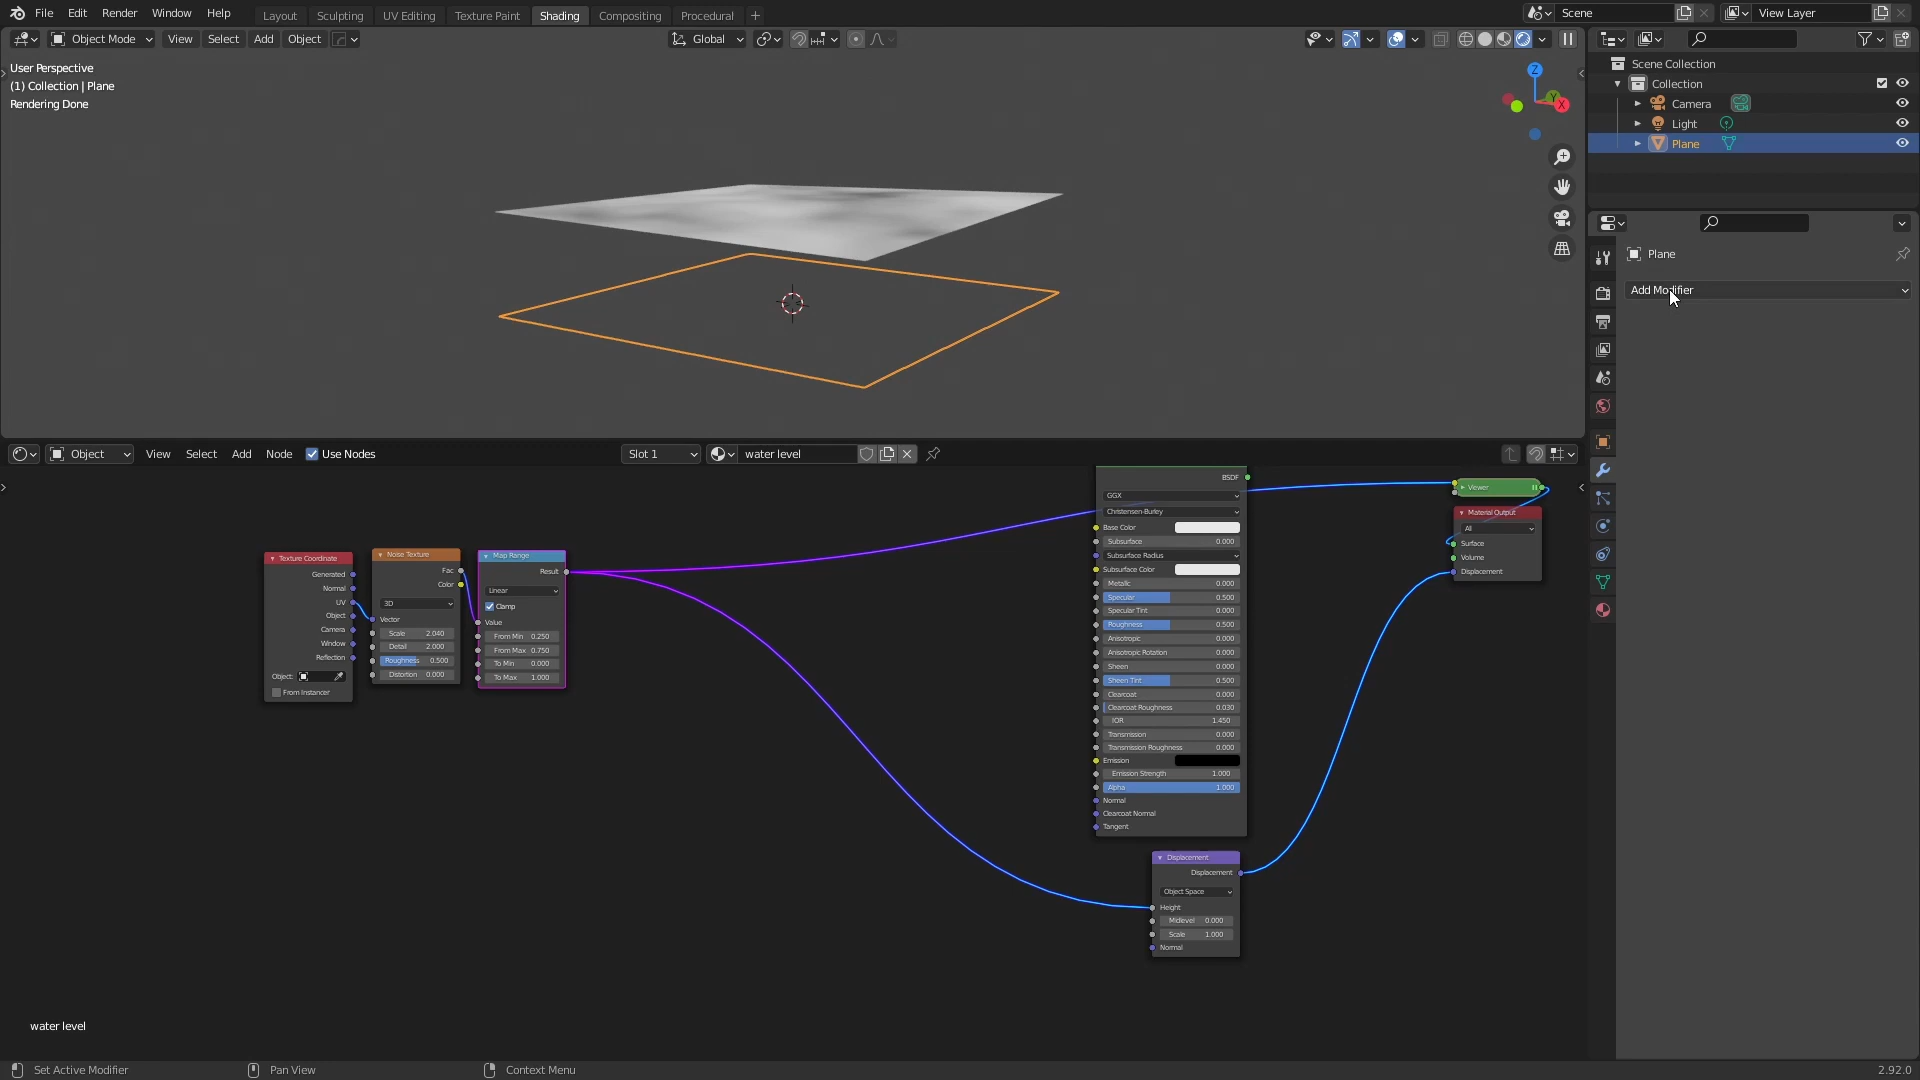 File Edit Render Window Help Layout Sculpting UV Editing Texture Paint Shading Compositing Procedural + Scene View Layer
Object Mode View Select Add Object Global
User Perspective
(1) Collection | Plane
Rendering Done
Z
Y
X
Scene Collection
Collection
Camera
Light
Plane
Plane
Add Modifier
Object View Select Add Node Use Nodes Slot 1 water level
Texture Coordinate
Generated
Normal
UV
Object
Camera
Window
Reflection
Object:
From Instancer
Noise Texture
Fac
Color
3D
Vector
Scale 2.040
Detail 2.000
Roughness 0.500
Distortion 0.000
Map Range
Result
Linear
Clamp
Value
From Min 0.250
From Max 0.750
To Min 0.000
To Max 1.000
BSDF
GGX
Christensen-Burley
Base Color
Subsurface 0.000
Subsurface Radius
Subsurface Color
Metallic 0.000
Specular 0.500
Specular Tint 0.000
Roughness 0.500
Anisotropic 0.000
Anisotropic Rotation 0.000
Sheen 0.000
Sheen Tint 0.500
Clearcoat 0.000
Clearcoat Roughness 0.030
IOR 1.450
Transmission 0.000
Transmission Roughness 0.000
Emission
Emission Strength 1.000
Alpha 1.000
Normal
Clearcoat Normal
Tangent
Displacement
Displacement
Object Space
Height
Midlevel 0.000
Scale 1.000
Normal
Viewer
Material Output
All
Surface
Volume
Displacement
water level
Set Active Modifier Pan View Context Menu 2.92.0